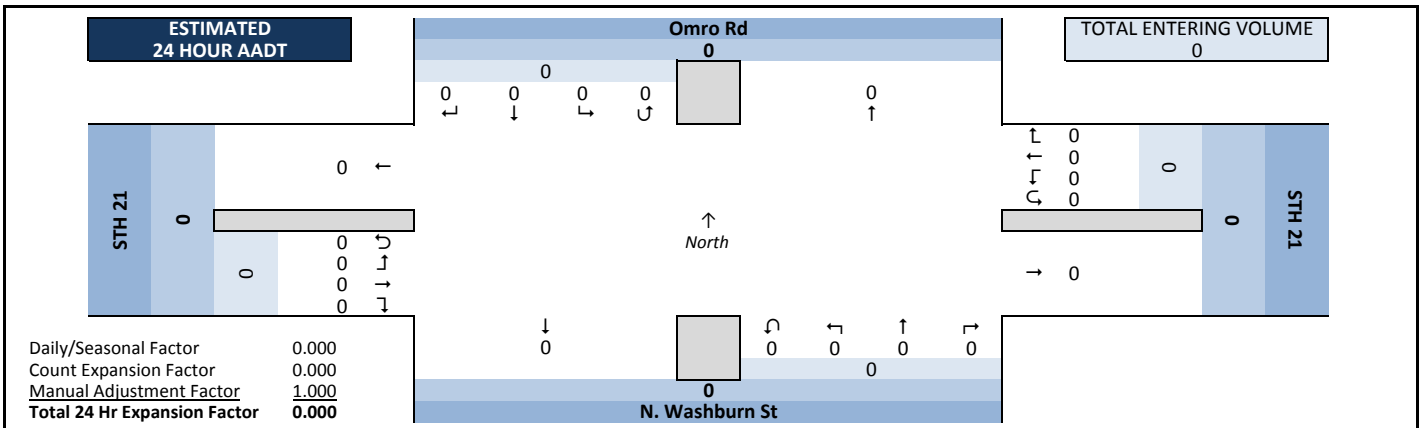 ESTIMATED
24 HOUR AADT
Omro Rd
0
TOTAL ENTERING VOLUME
0
0
0 0 0 0
↵ ↓ ↳ ↺
0
↑
STH 21
0
0 ←
0 ⮌
0 ↱
0 →
0 ↴
0
↑
North
↱ 0
← 0
↲ 0
⮎ 0
0
0
STH 21
→ 0
↓
0
↶ ↰ ↑ ↱
0 0 0 0
0
0
N. Washburn St
Daily/Seasonal Factor 0.000
Count Expansion Factor 0.000
Manual Adjustment Factor 1.000
Total 24 Hr Expansion Factor 0.000